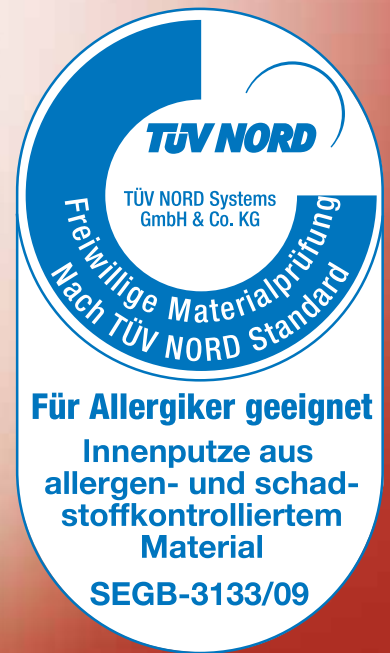 TÜV NORD
TÜV NORD Systems
GmbH & Co. KG
Freiwillige Materialprüfung
Nach TÜV NORD Standard
Für Allergiker geeignet
Innenputze aus
allergen- und schad-
stoffkontrolliertem
Material
SEGB-3133/09